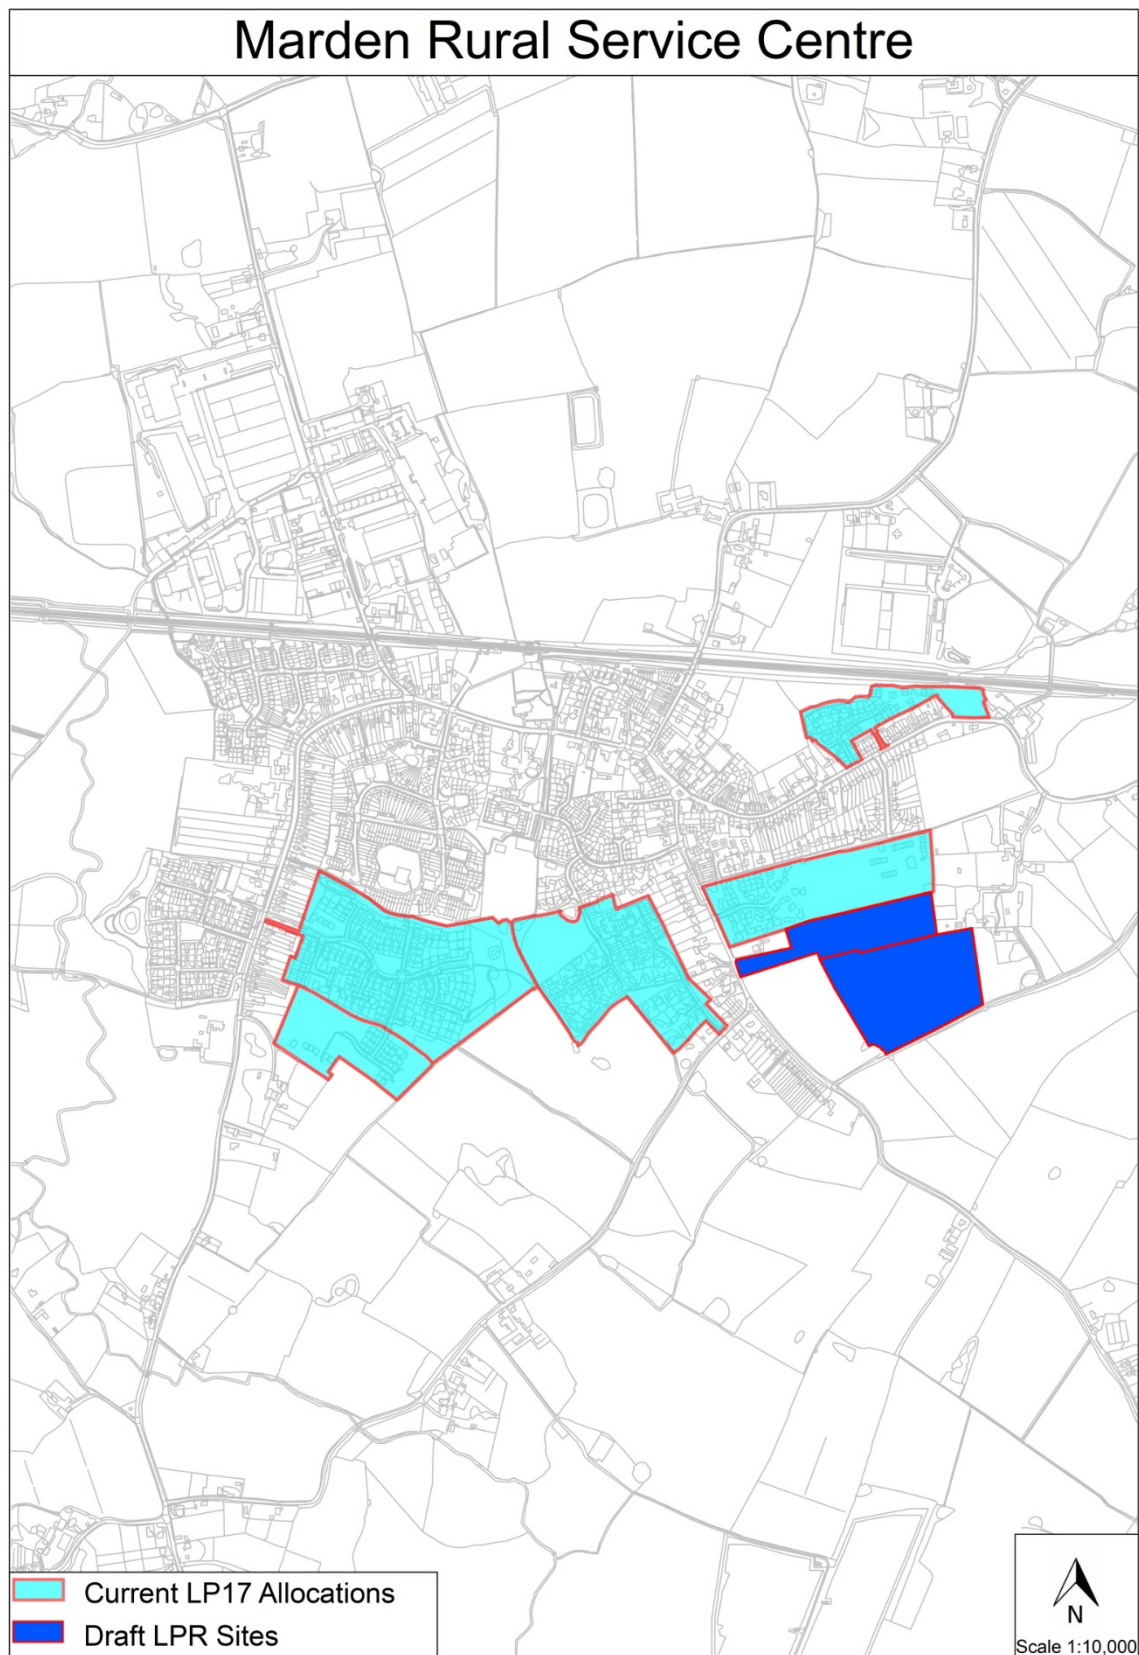 Marden Rural Service Centre
Current LP17 Allocations
Draft LPR Sites
N
Scale 1:10,000